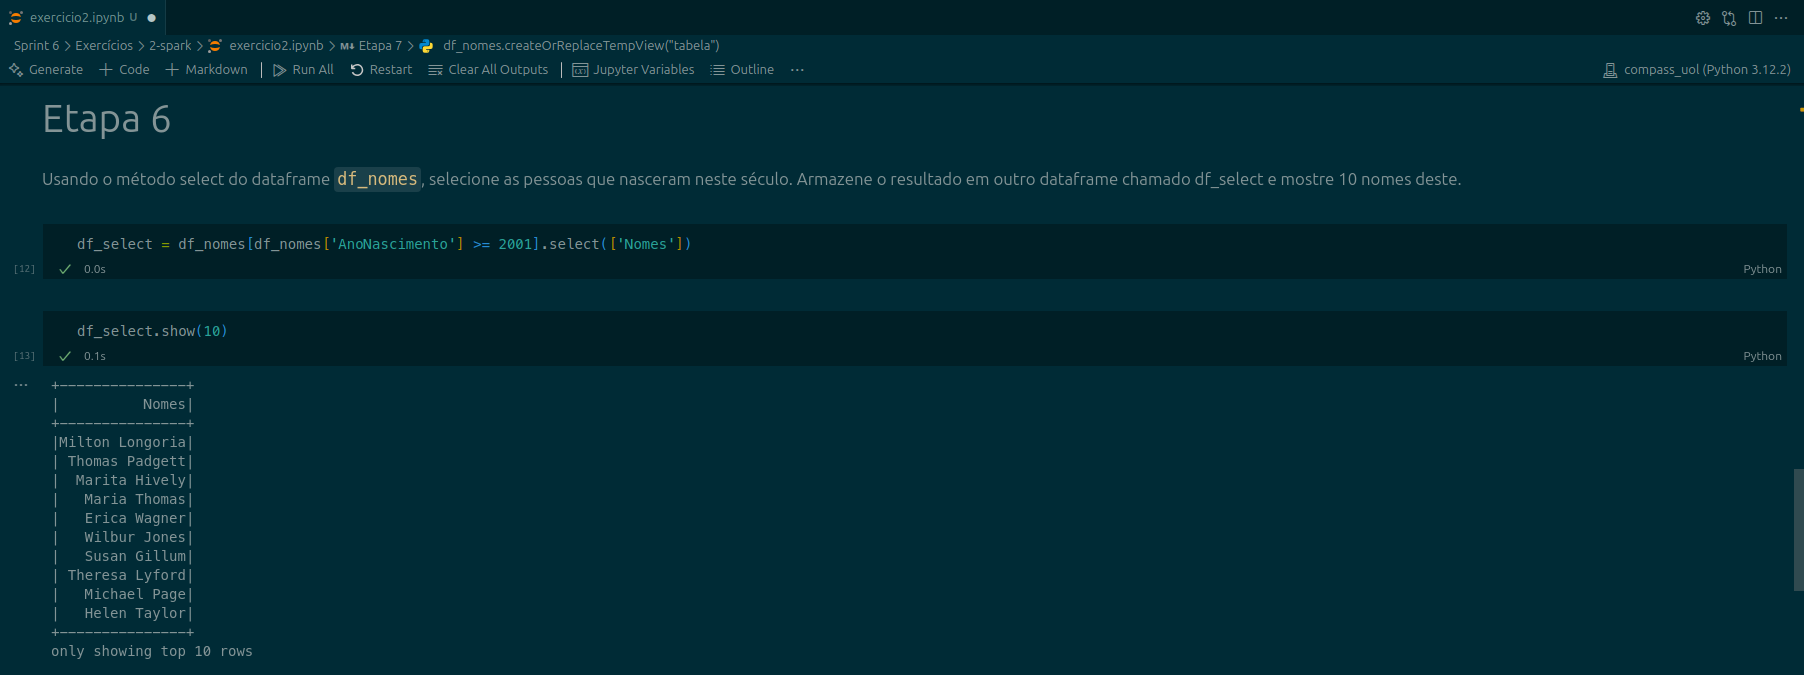 exercicio2.ipynb U ●
Sprint 6 > Exercícios > 2-spark > exercicio2.ipynb > M↓ Etapa 7 > df_nomes.createOrReplaceTempView("tabela")
Generate + Code + Markdown | Run All Restart Clear All Outputs | Jupyter Variables Outline ...
compass_uol (Python 3.12.2)
Etapa 6
Usando o método select do dataframe df_nomes, selecione as pessoas que nasceram neste século. Armazene o resultado em outro dataframe chamado df_select e mostre 10 nomes deste.
df_select = df_nomes[df_nomes['AnoNascimento'] >= 2001].select(['Nomes'])
[12] ✓ 0.0s Python
df_select.show(10)
[13] ✓ 0.1s Python
... +---------------+
|          Nomes|
+---------------+
|Milton Longoria|
| Thomas Padgett|
|  Marita Hively|
|   Maria Thomas|
|   Erica Wagner|
|   Wilbur Jones|
|   Susan Gillum|
| Theresa Lyford|
|   Michael Page|
|   Helen Taylor|
+---------------+
only showing top 10 rows